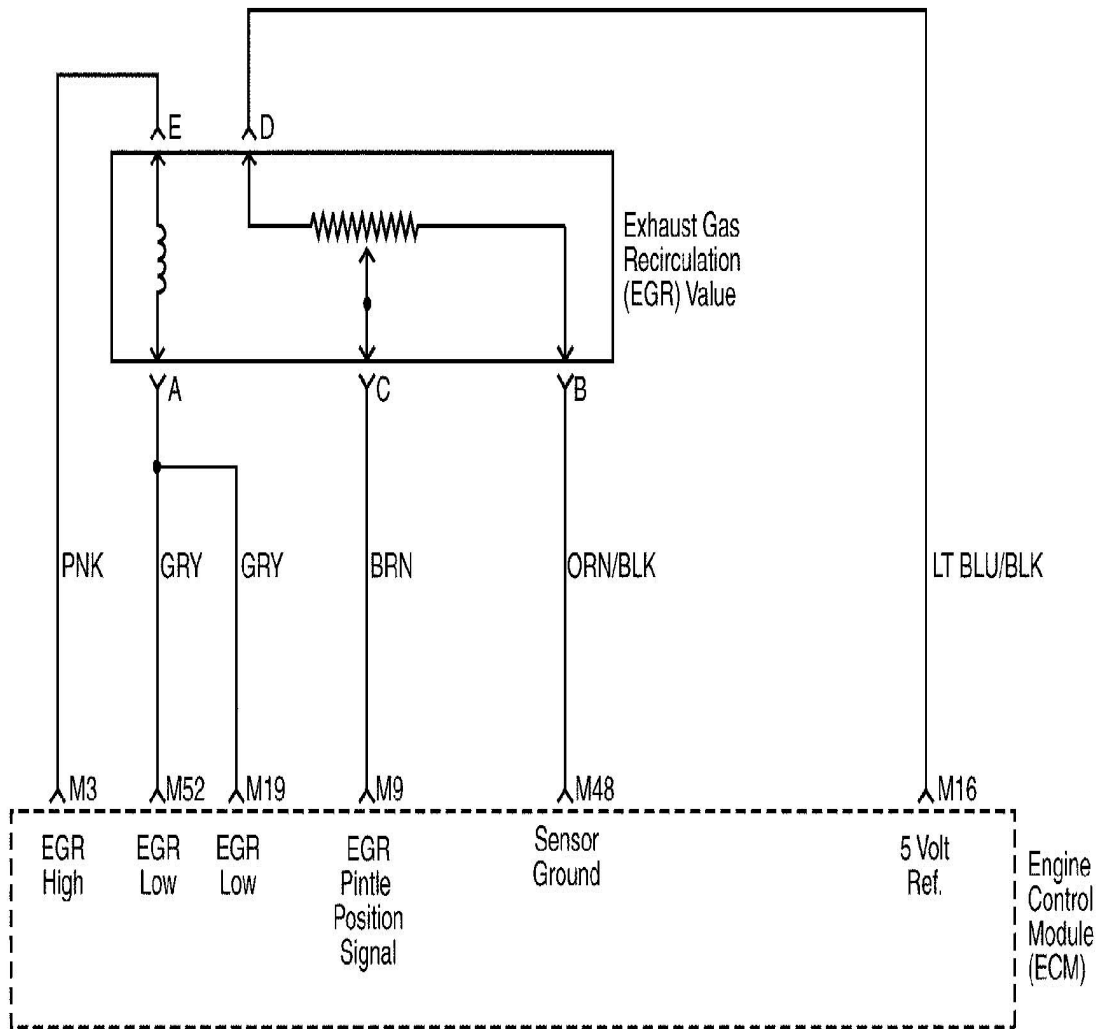 E
D
Exhaust Gas
Recirculation
(EGR) Value
A
C
B
PNK
GRY
GRY
BRN
ORN/BLK
LT BLU/BLK
M3
M52
M19
M9
M48
M16
EGR
High
EGR
Low
EGR
Low
EGR
Pintle
Position
Signal
Sensor
Ground
5 Volt
Ref.
Engine
Control
Module
(ECM)